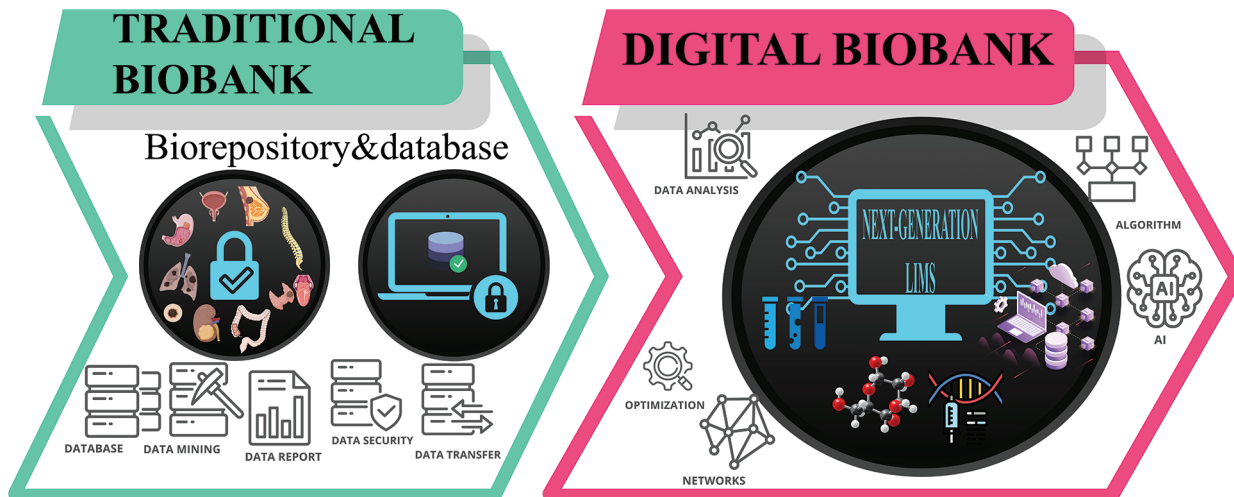 TRADITIONAL
BIOBANK
Biorepository&database
DATABASE
DATA MINING
DATA REPORT
DATA SECURITY
DATA TRANSFER
DIGITAL BIOBANK
DATA ANALYSIS
NEXT-GENERATION
LIMS
ALGORITHM
AI
AI
OPTIMIZATION
NETWORKS